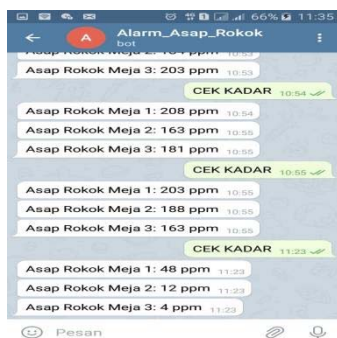 66% 11:35
A
Alarm_Asap_Rokok
bot
Asap Rokok Meja 3: 203 ppm 10:53
CEK KADAR 10:54
Asap Rokok Meja 1: 208 ppm 10:54
Asap Rokok Meja 2: 163 ppm 10:55
Asap Rokok Meja 3: 181 ppm 10:55
CEK KADAR 10:55
Asap Rokok Meja 1: 203 ppm 10:55
Asap Rokok Meja 2: 188 ppm 10:55
Asap Rokok Meja 3: 163 ppm 10:55
CEK KADAR 11:23
Asap Rokok Meja 1: 48 ppm 11:23
Asap Rokok Meja 2: 12 ppm 11:23
Asap Rokok Meja 3: 4 ppm 11:23
Pesan